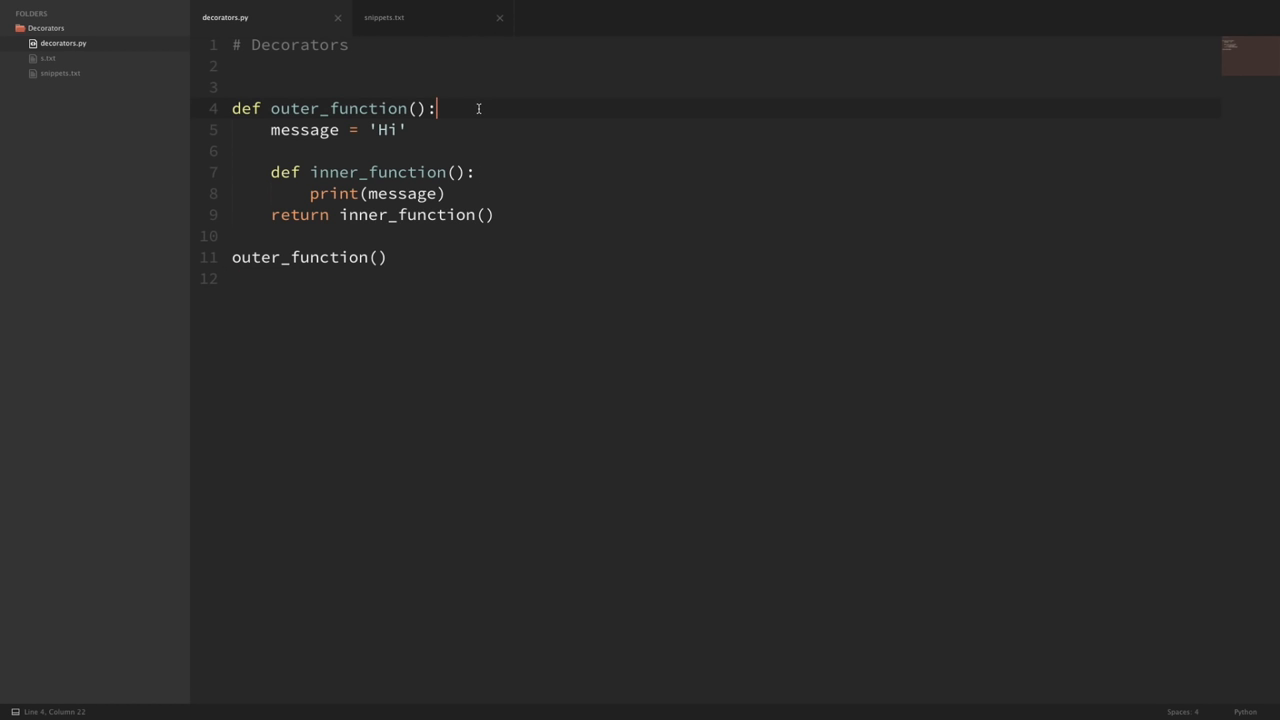 FOLDERS
Decorators
decorators.py
s.txt
snippets.txt
decorators.py
snippets.txt
1 # Decorators
2
3
4 def outer_function():
5     message = 'Hi'
6
7     def inner_function():
8         print(message)
9     return inner_function()
10
11 outer_function()
12
Line 4, Column 22
Spaces: 4
Python